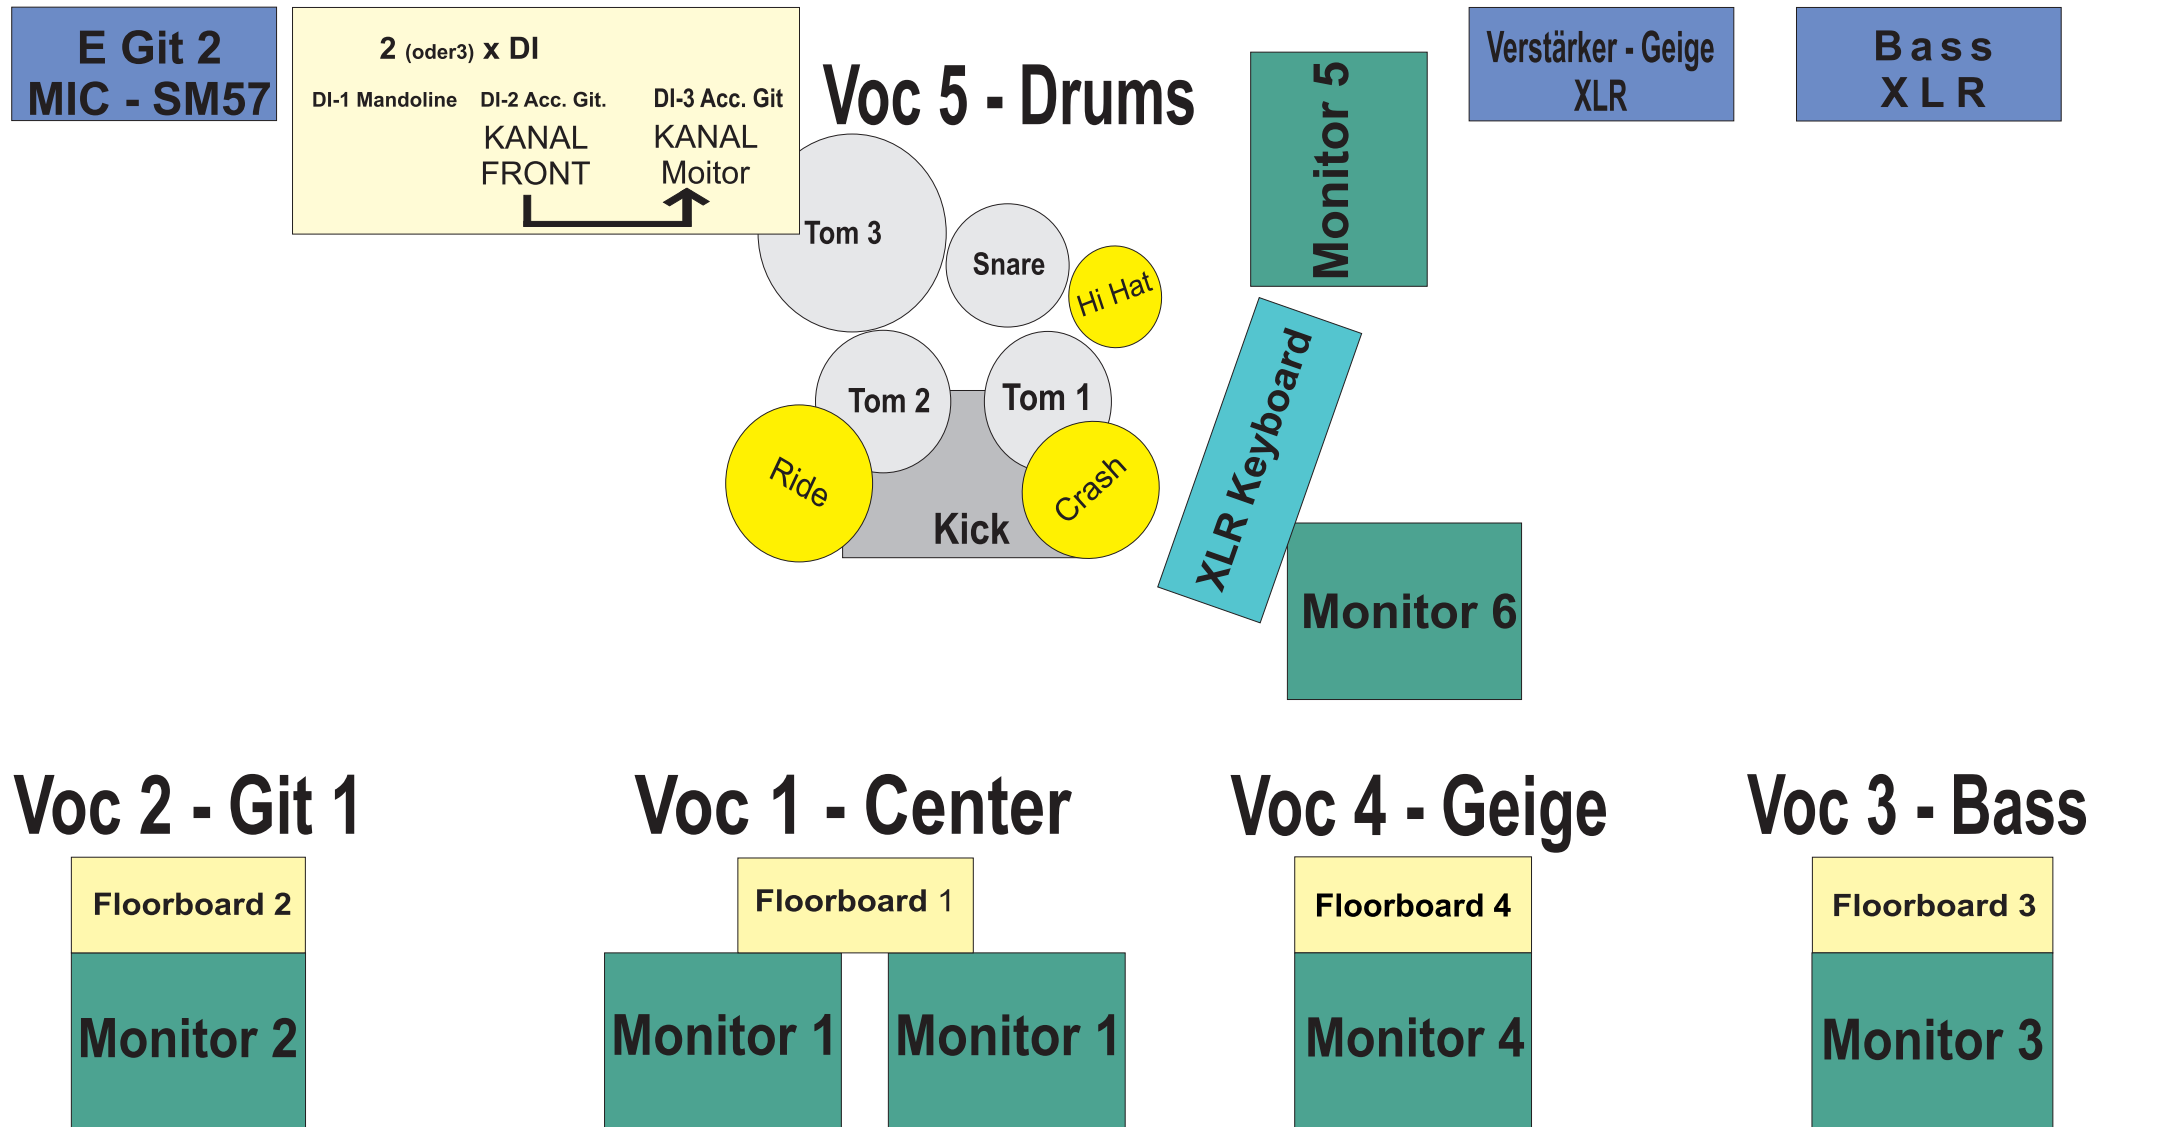 E Git 2
MIC - SM57
2 (oder3) x DI
DI-1 Mandoline
DI-2 Acc. Git.
KANAL
FRONT
DI-3 Acc. Git
KANAL
Moitor
Voc 5 - Drums
Monitor 5
Verstärker - Geige
XLR
Bass
XLR
Tom 3
Snare
Hi Hat
Tom 2
Tom 1
Ride
Crash
Kick
XLR Keyboard
Monitor 6
Voc 2 - Git 1
Floorboard 2
Monitor 2
Voc 1 - Center
Floorboard 1
Monitor 1
Monitor 1
Voc 4 - Geige
Floorboard 4
Monitor 4
Voc 3 - Bass
Floorboard 3
Monitor 3